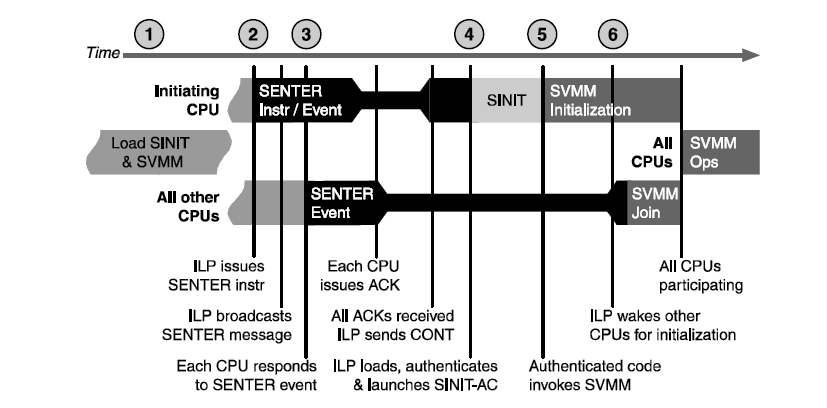 1 2 3 4 5 6
Time
Initiating
CPU
SENTER
Instr / Event
SINIT
SVMM
Initialization
Load SINIT
& SVMM
All
CPUs
SVMM
Ops
All other
CPUs
SENTER
Event
SVMM
Join
ILP issues
SENTER instr
Each CPU
issues ACK
All CPUs
participating
ILP broadcasts
SENTER message
All ACKs received
ILP sends CONT
ILP wakes other
CPUs for initialization
Each CPU responds
to SENTER event
ILP loads, authenticates
& launches SINIT-AC
Authenticated code
invokes SVMM